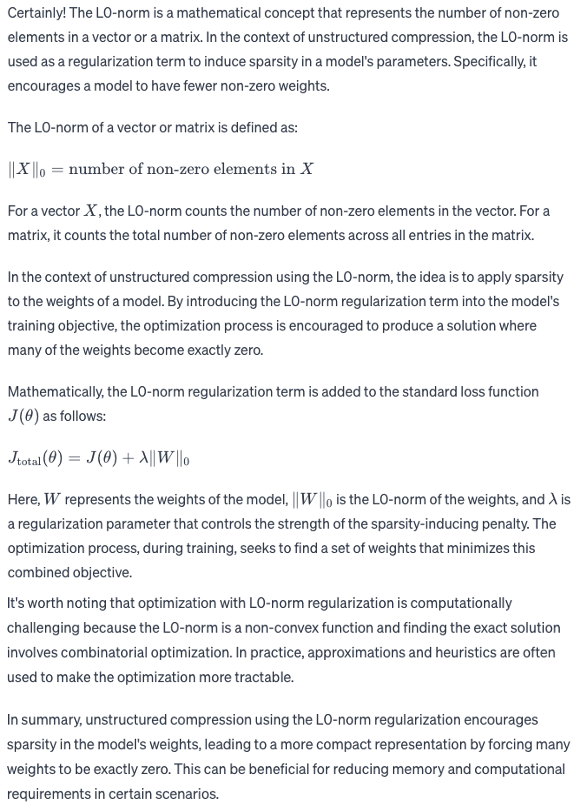 Certainly! The L0-norm is a mathematical concept that represents the number of non-zero
elements in a vector or a matrix. In the context of unstructured compression, the L0-norm is
used as a regularization term to induce sparsity in a model's parameters. Specifically, it
encourages a model to have fewer non-zero weights.
The L0-norm of a vector or matrix is defined as:
‖X‖₀ = number of non-zero elements in X
For a vector X, the L0-norm counts the number of non-zero elements in the vector. For a
matrix, it counts the total number of non-zero elements across all entries in the matrix.
In the context of unstructured compression using the L0-norm, the idea is to apply sparsity
to the weights of a model. By introducing the L0-norm regularization term into the model's
training objective, the optimization process is encouraged to produce a solution where
many of the weights become exactly zero.
Mathematically, the L0-norm regularization term is added to the standard loss function
J(θ) as follows:
J_total(θ) = J(θ) + λ‖W‖₀
Here, W represents the weights of the model, ‖W‖₀ is the L0-norm of the weights, and λ is
a regularization parameter that controls the strength of the sparsity-inducing penalty. The
optimization process, during training, seeks to find a set of weights that minimizes this
combined objective.
It's worth noting that optimization with L0-norm regularization is computationally
challenging because the L0-norm is a non-convex function and finding the exact solution
involves combinatorial optimization. In practice, approximations and heuristics are often
used to make the optimization more tractable.
In summary, unstructured compression using the L0-norm regularization encourages
sparsity in the model's weights, leading to a more compact representation by forcing many
weights to be exactly zero. This can be beneficial for reducing memory and computational
requirements in certain scenarios.